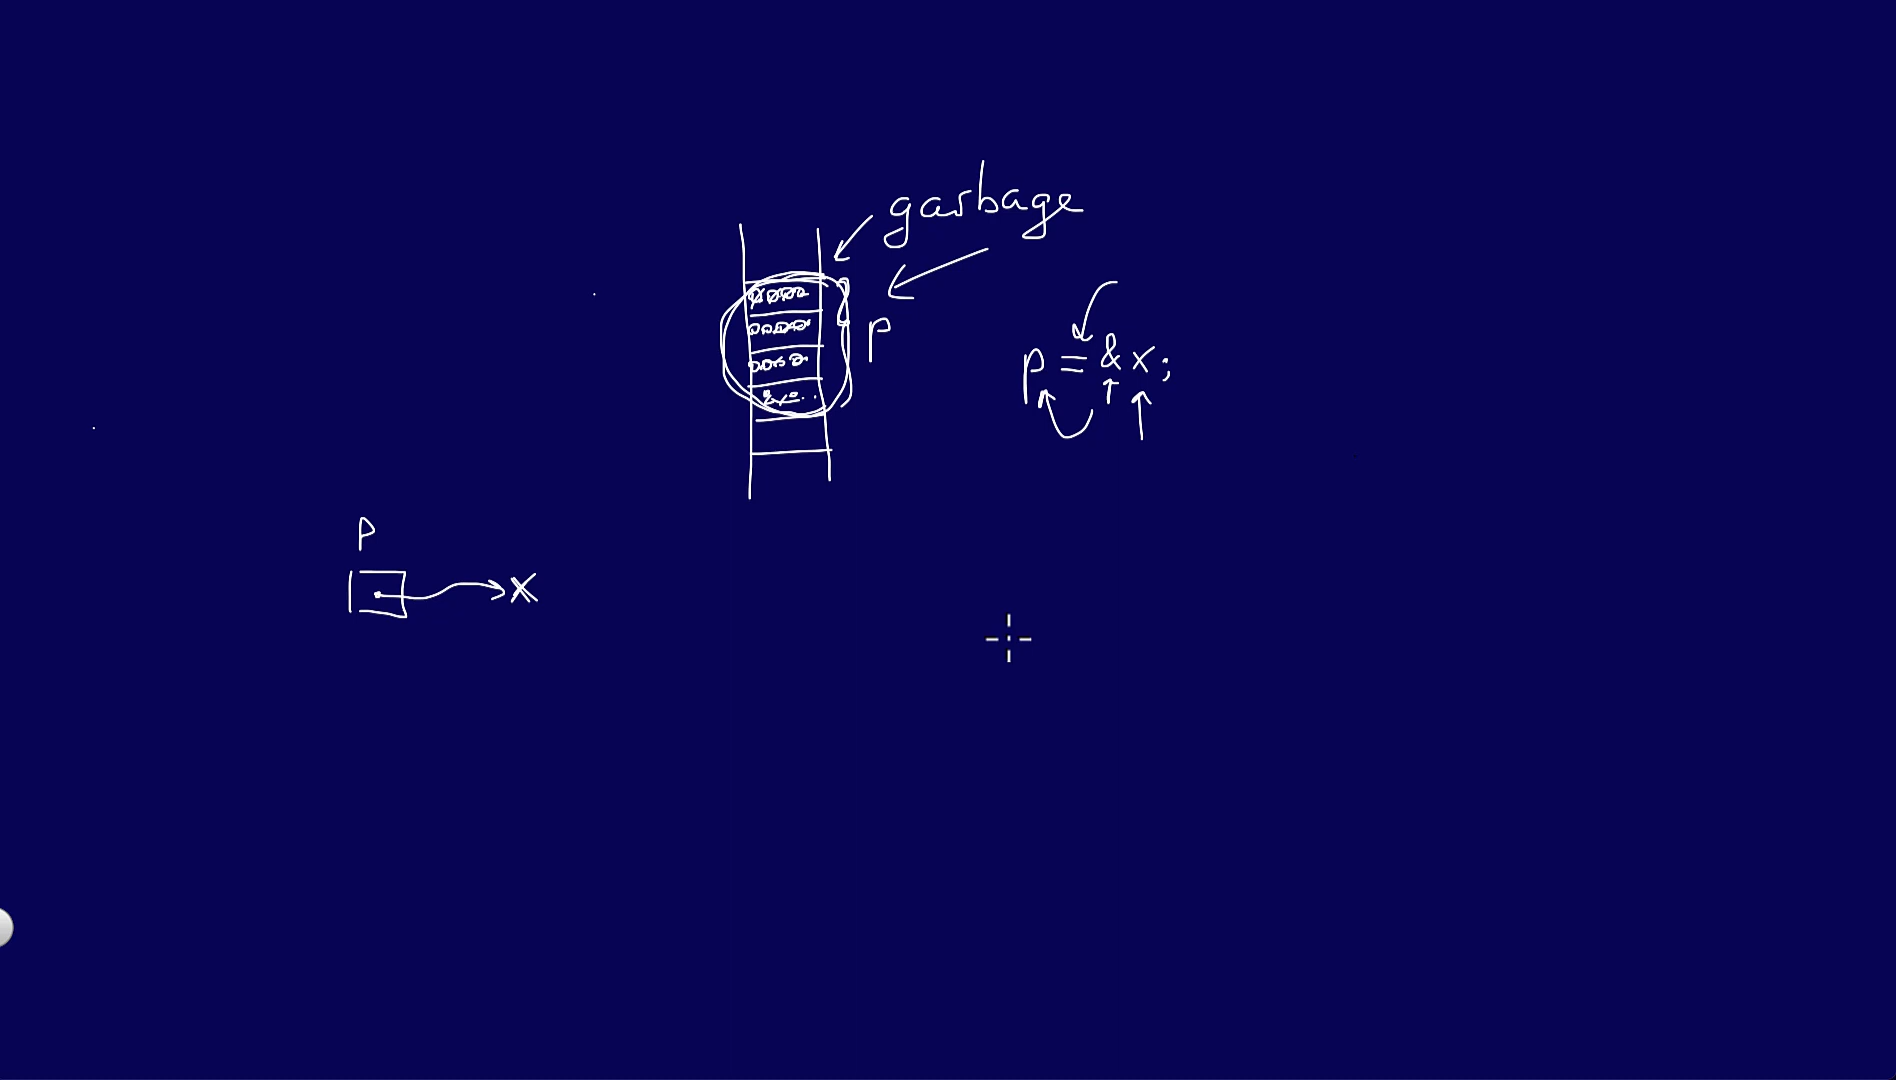 garbage
P
p = &x;
P
x